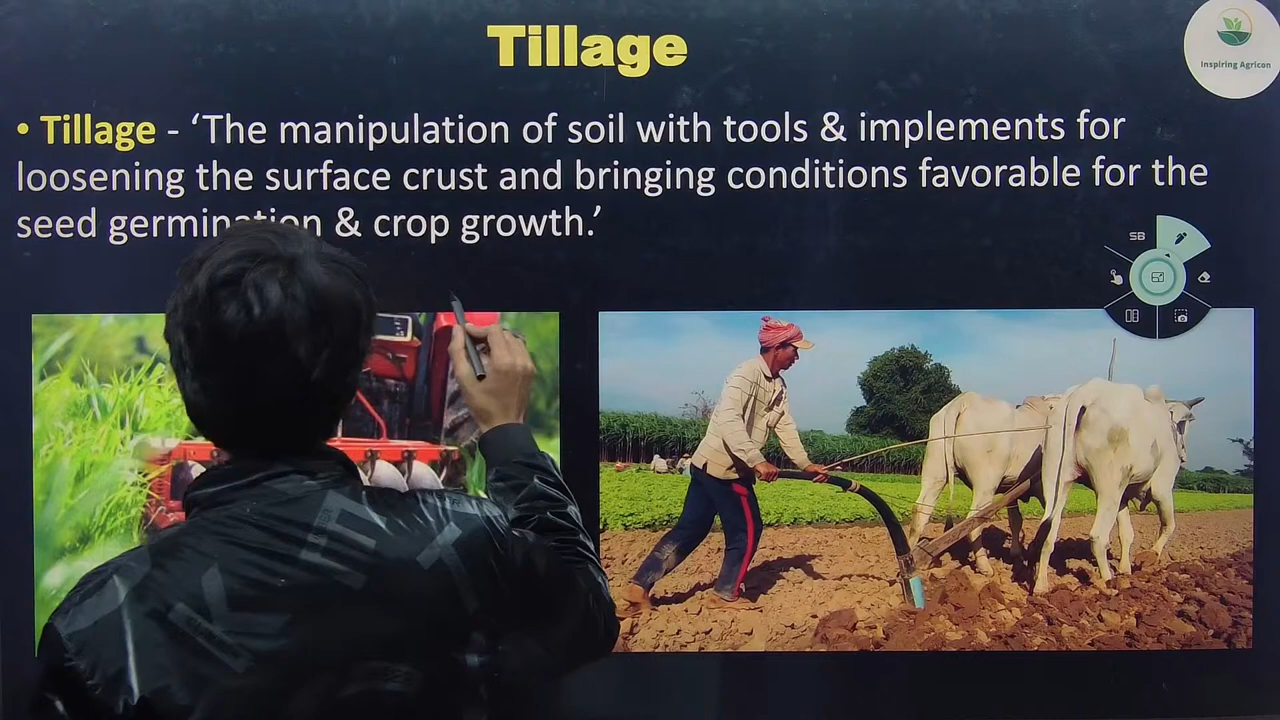 Tillage
Inspiring Agricon
• Tillage - ‘The manipulation of soil with tools & implements for
loosening the surface crust and bringing conditions favorable for the
seed germination & crop growth.’
SB